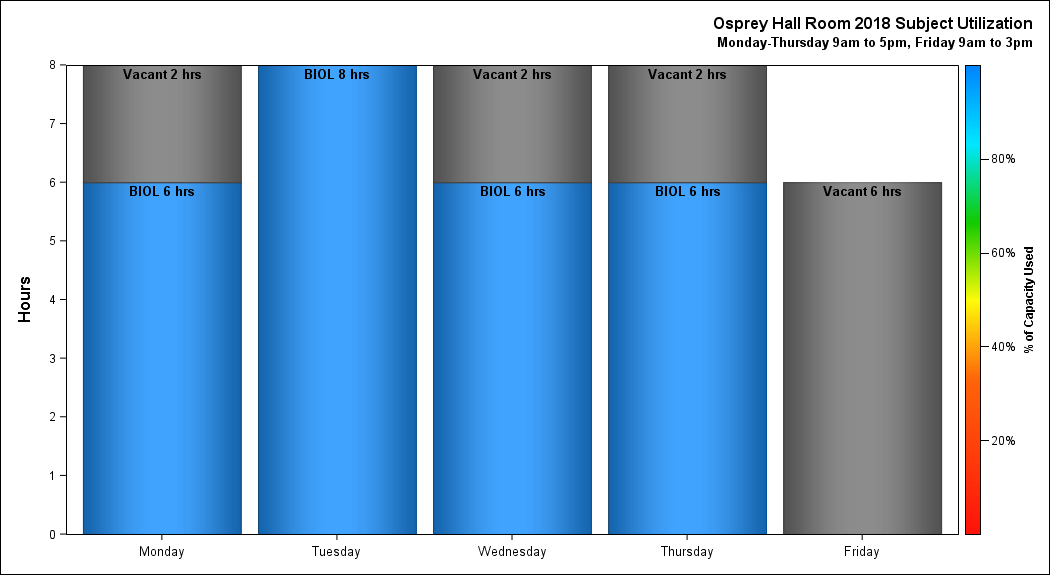 Osprey Hall Room 2018 Subject Utilization
Monday-Thursday 9am to 5pm, Friday 9am to 3pm
8
7
6
5
4
3
2
1
0
Hours
Vacant 2 hrs
BIOL 6 hrs
BIOL 8 hrs
Vacant 2 hrs
BIOL 6 hrs
Vacant 2 hrs
BIOL 6 hrs
Vacant 6 hrs
Monday
Tuesday
Wednesday
Thursday
Friday
80%
60%
40%
20%
% of Capacity Used